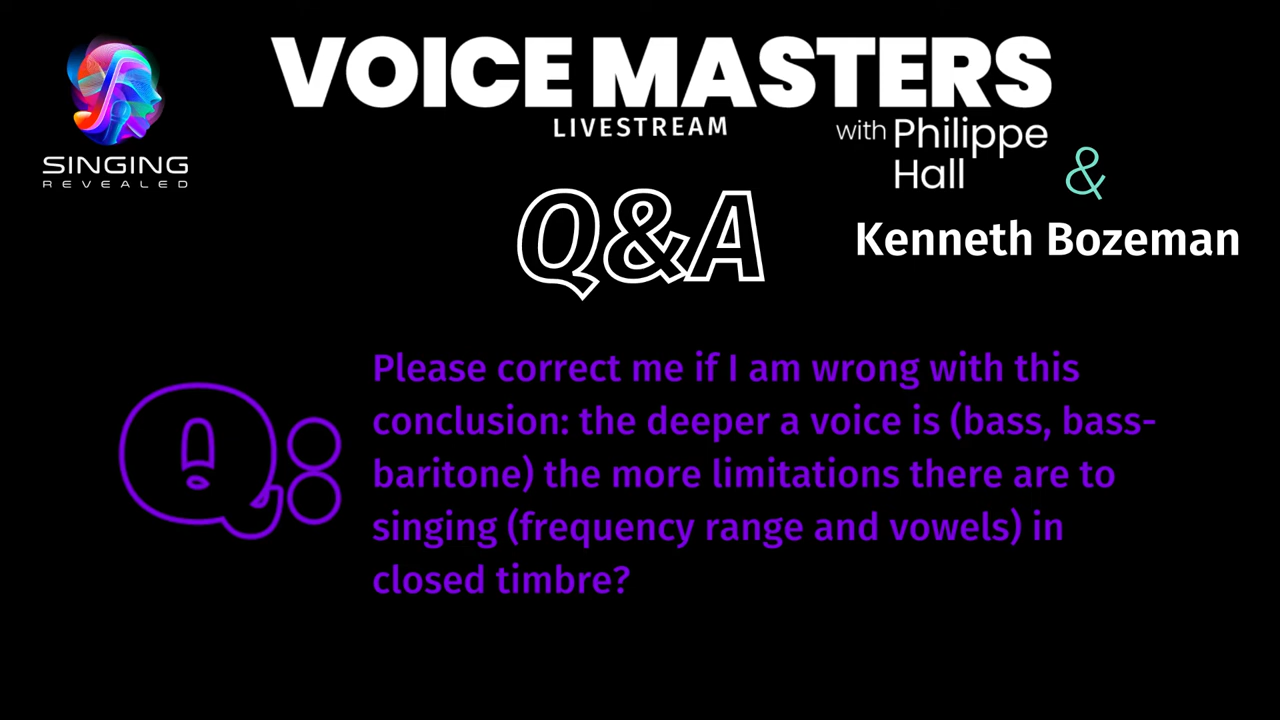 VOICE MASTERS
LIVESTREAM
with Philippe
Hall
&
Kenneth Bozeman
SINGING
REVEALED
Q&A
Q:
Please correct me if I am wrong with this
conclusion: the deeper a voice is (bass, bass-
baritone) the more limitations there are to
singing (frequency range and vowels) in
closed timbre?